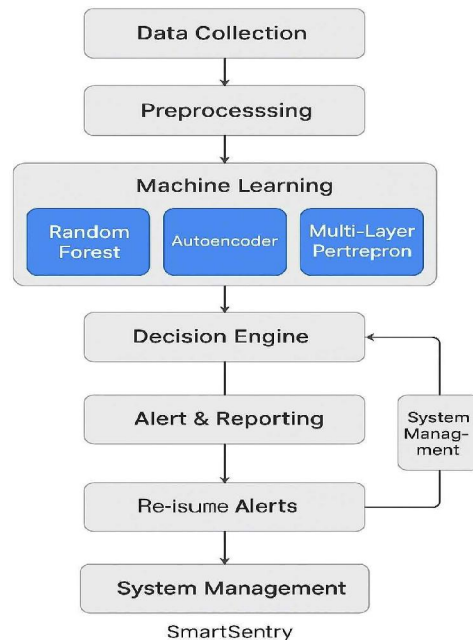 Data Collection
Preprocesssing
Machine Learning
Random
Forest
Autoencoder
Multi-Layer
Pertrepron
Decision Engine
Alert & Reporting
System
Managg-
ment
Re-isume Alerts
System Management
SmartSentry